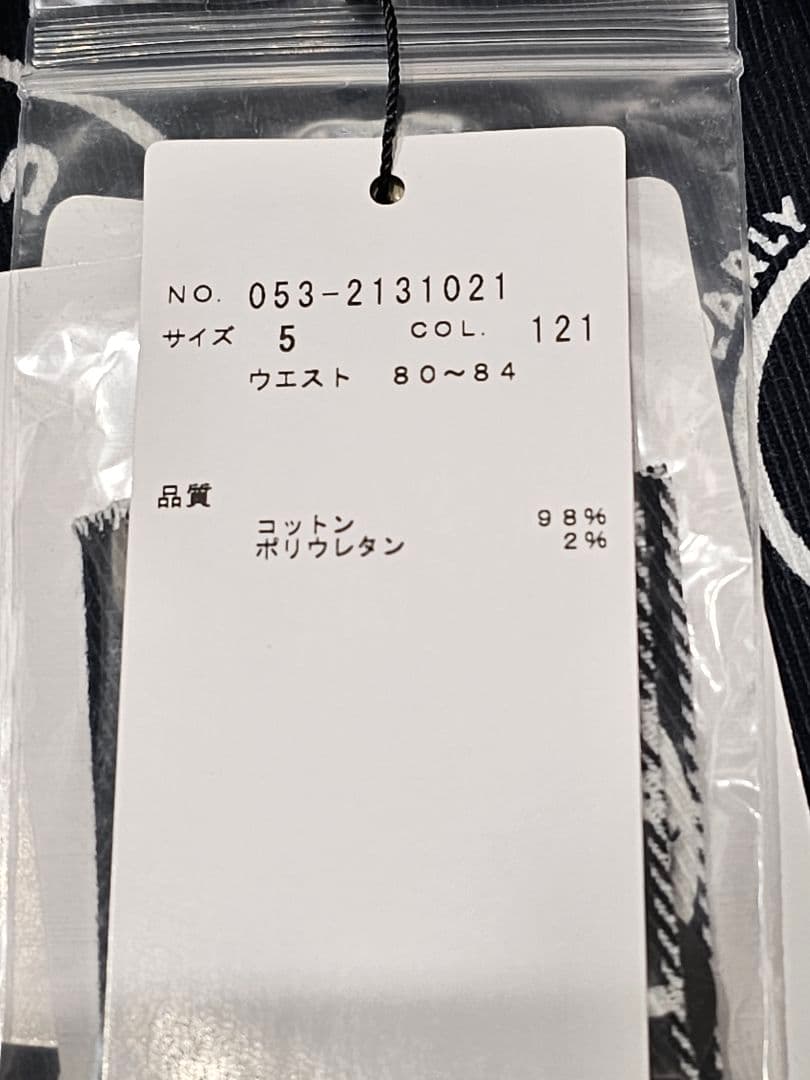 NO. 053-2131021
サイズ 5 COL. 121
ウエスト 80〜84
品質
コットン 98%
ポリウレタン 2%
ARLY